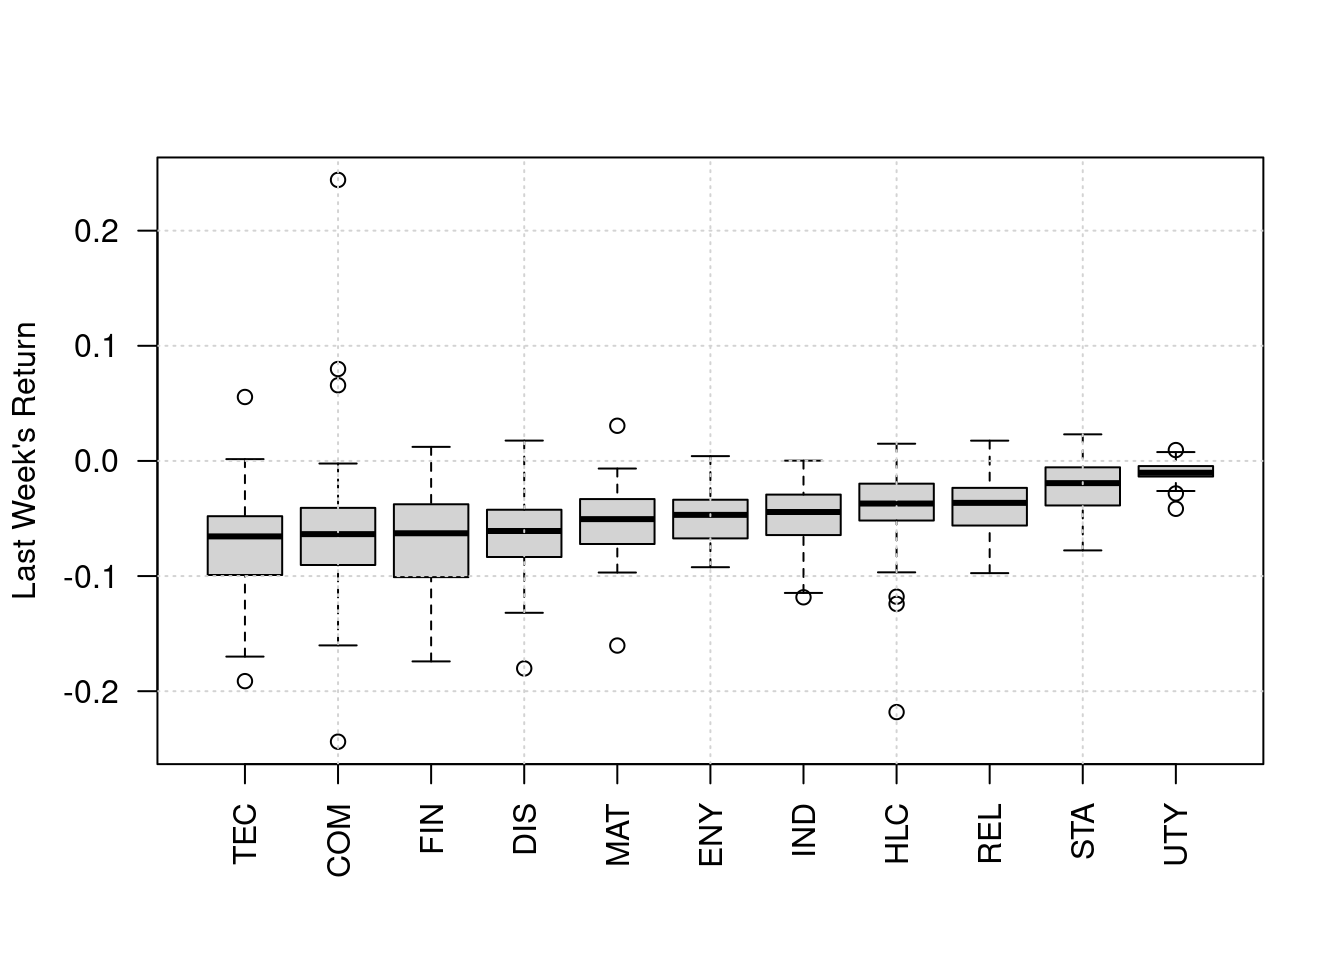 Last Week's Return
0.2
0.1
0.0
-0.1
-0.2
TEC
COM
FIN
DIS
MAT
ENY
IND
HLC
REL
STA
UTY